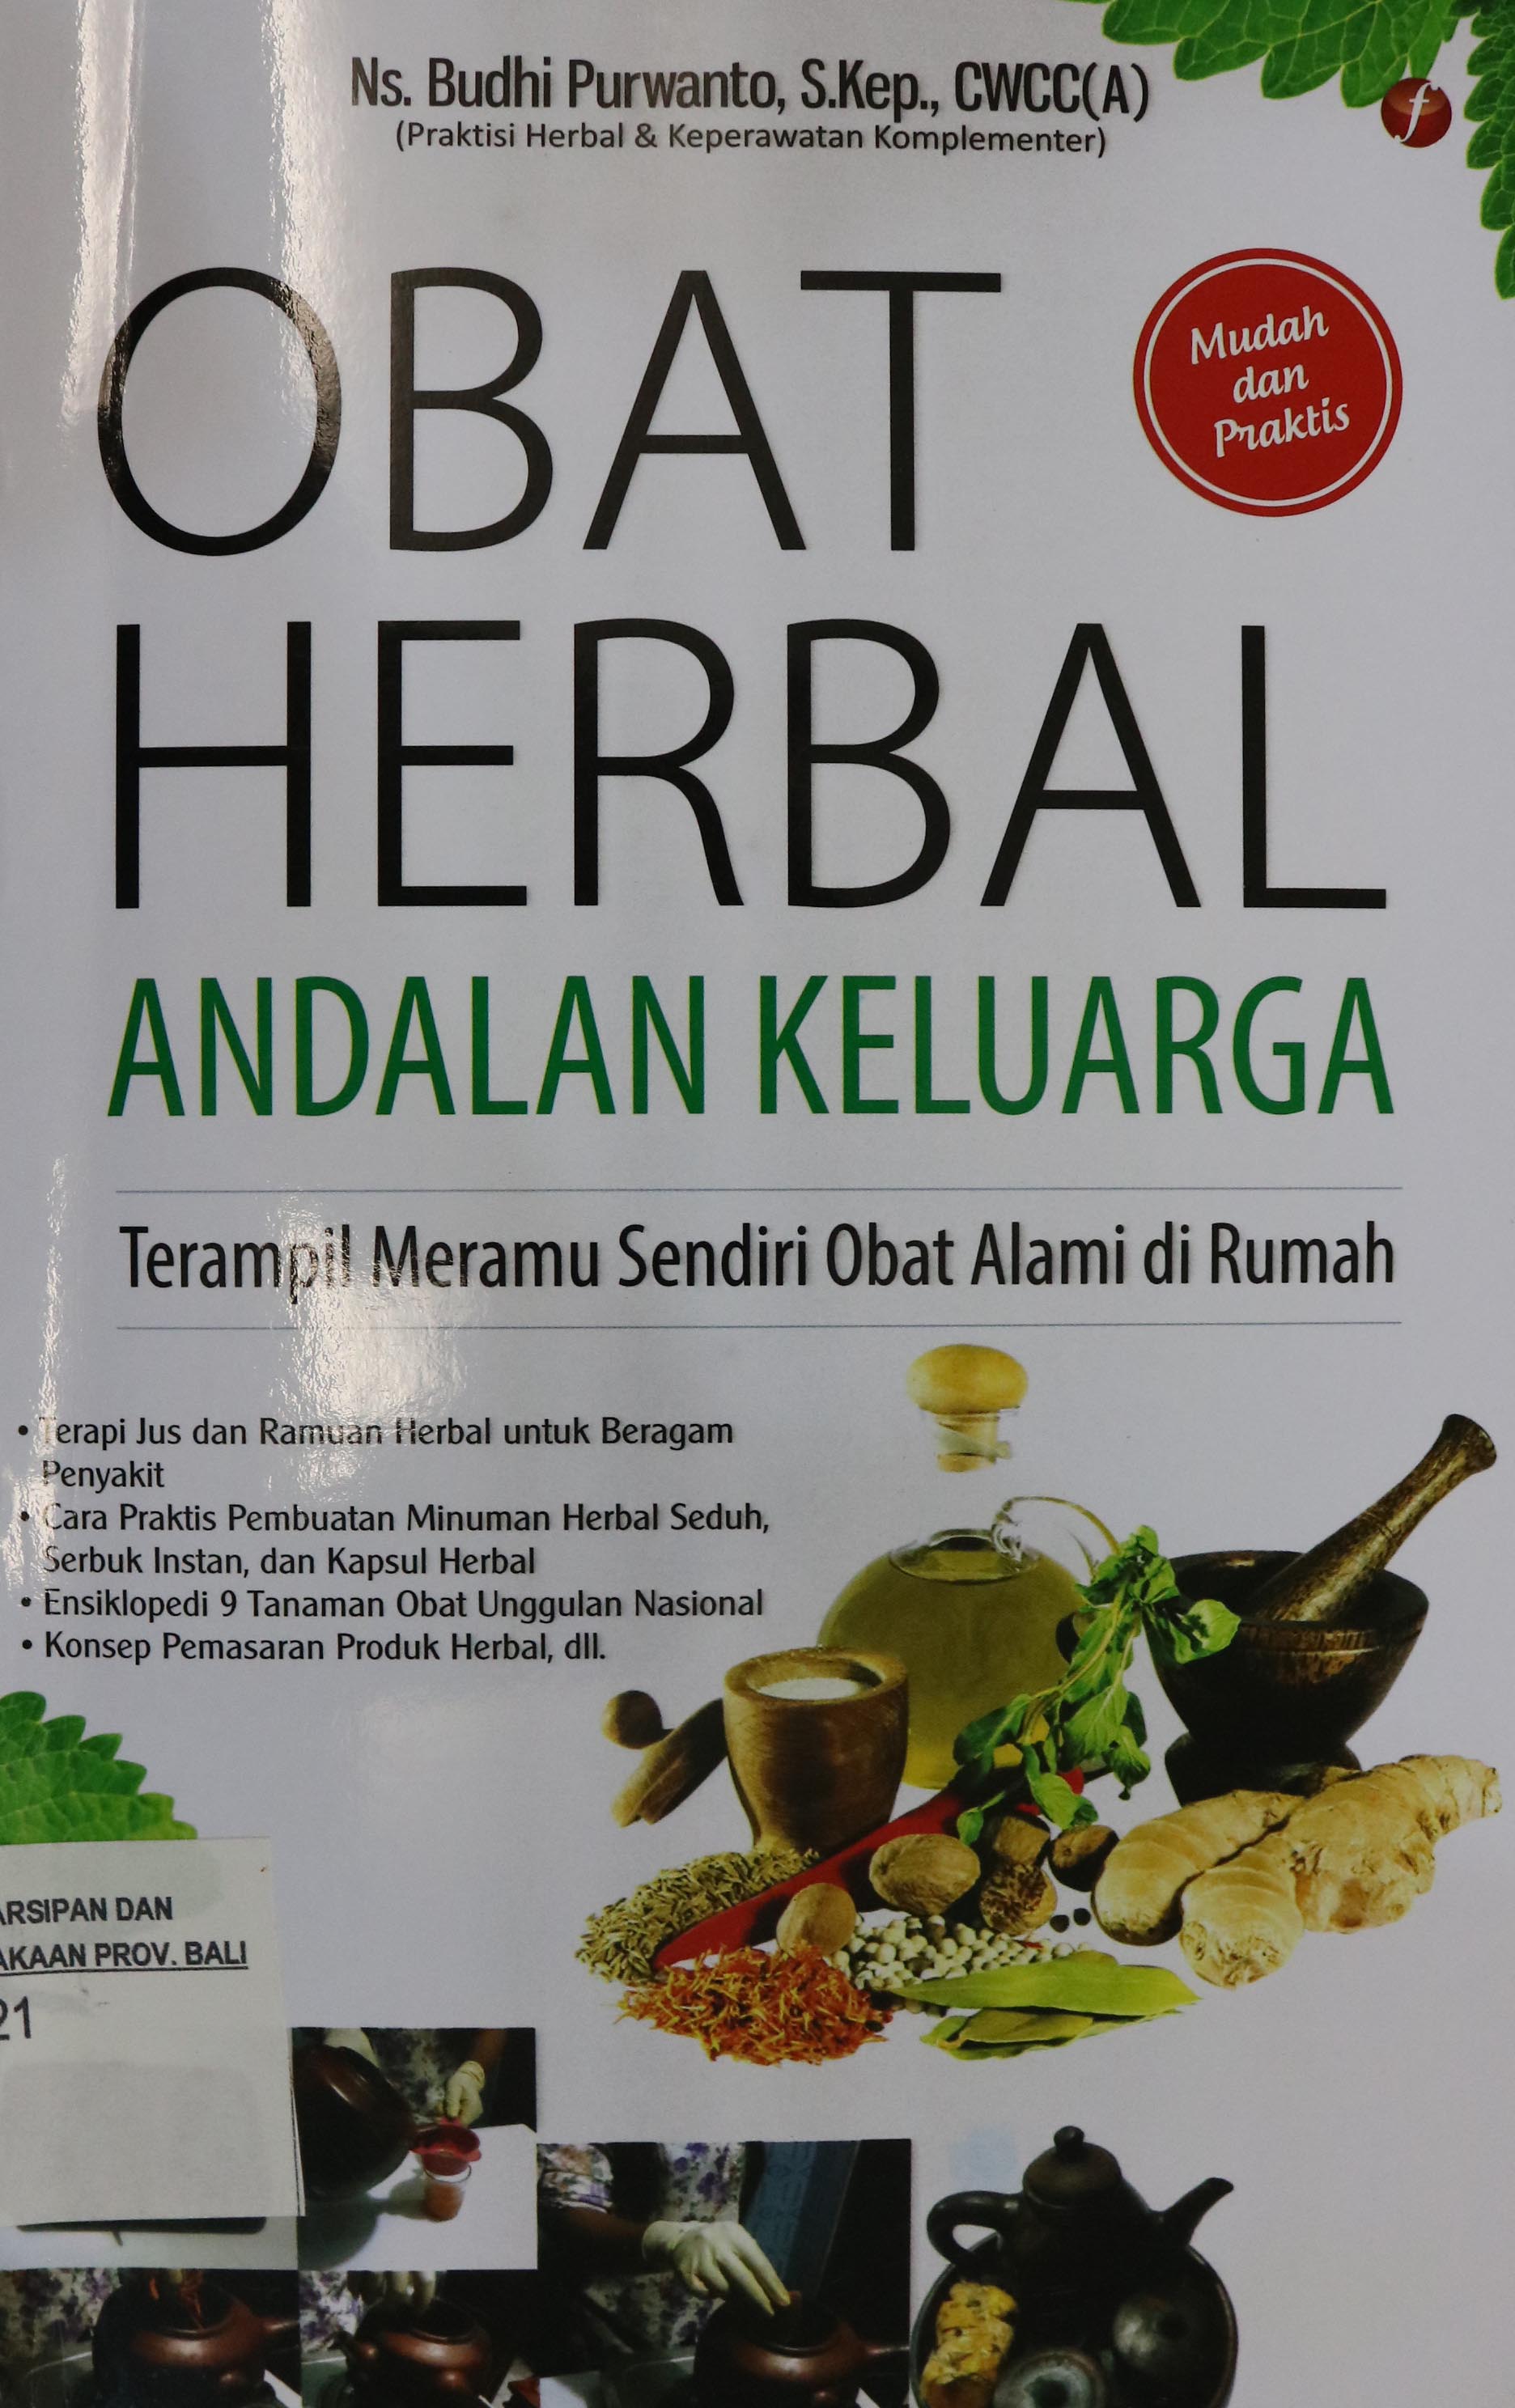 Ns. Budhi Purwanto, S.Kep., CWCC(A)
(Praktisi Herbal & Keperawatan Komplementer)
f
OBAT
Mudah
dan
Praktis
HERBAL
ANDALAN KELUARGA
Terampil Meramu Sendiri Obat Alami di Rumah
• Terapi Jus dan Ramuan Herbal untuk Beragam
Penyakit
• Cara Praktis Pembuatan Minuman Herbal Seduh,
Serbuk Instan, dan Kapsul Herbal
• Ensiklopedi 9 Tanaman Obat Unggulan Nasional
• Konsep Pemasaran Produk Herbal, dll.
ARSIPAN DAN
AKAAN PROV. BALI
21